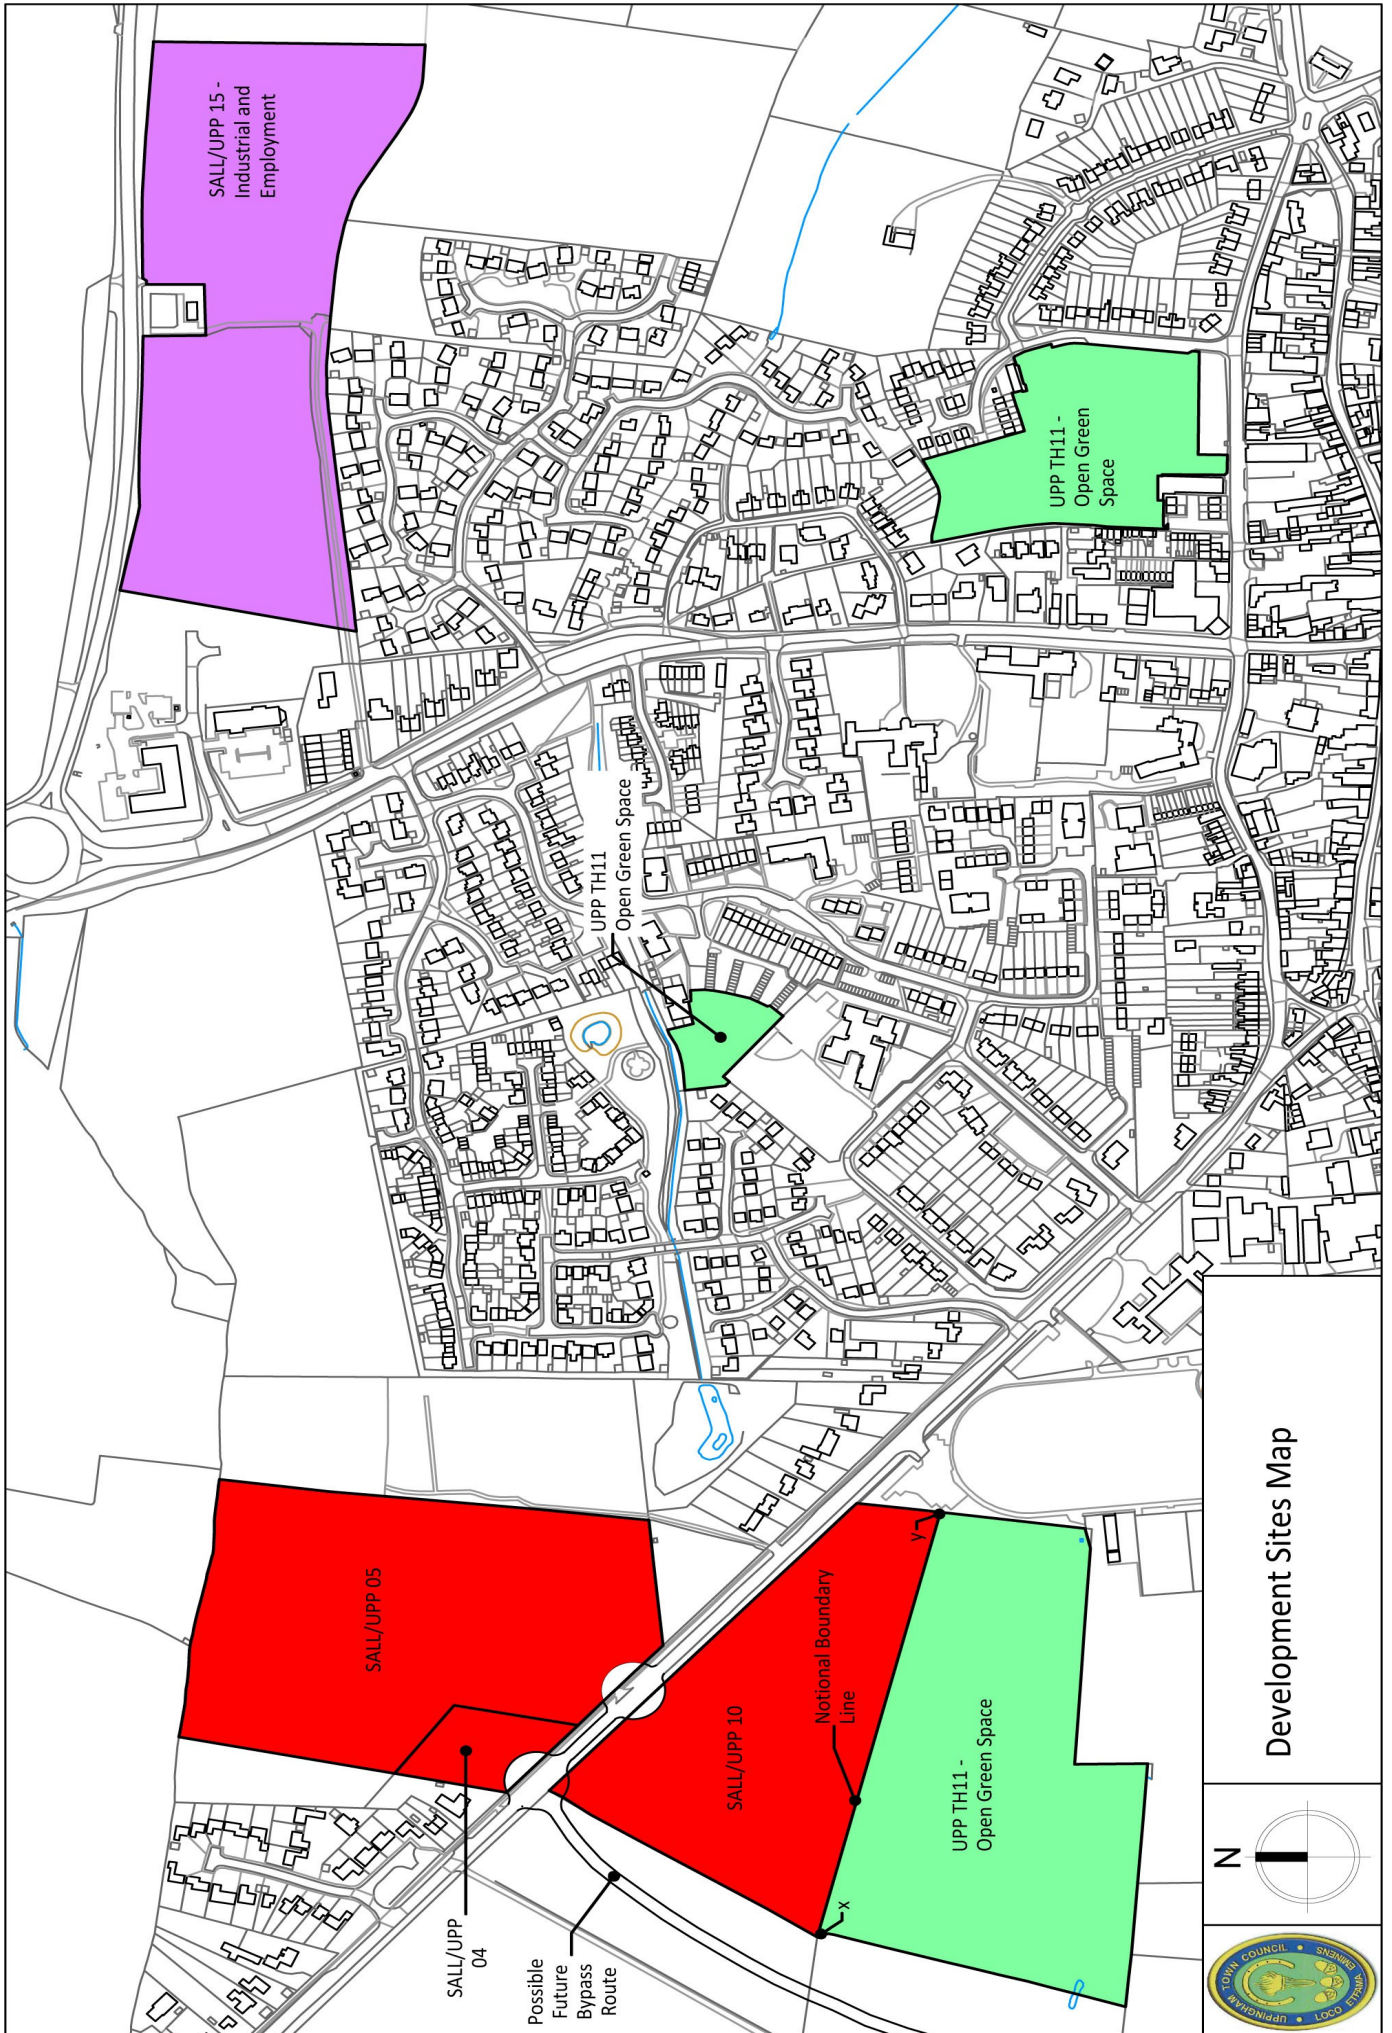 SALL/UPP 15 -
Industrial and
Employment
UPP TH11
Open Green Space
UPP TH11 -
Open Green
Space
SALL/UPP 05
SALL/UPP
04
SALL/UPP 10
Possible
Future
Bypass
Route
Notional Boundary
Line
x
y
UPP TH11 -
Open Green Space
UPPINGHAM TOWN COUNCIL
N
Development Sites Map